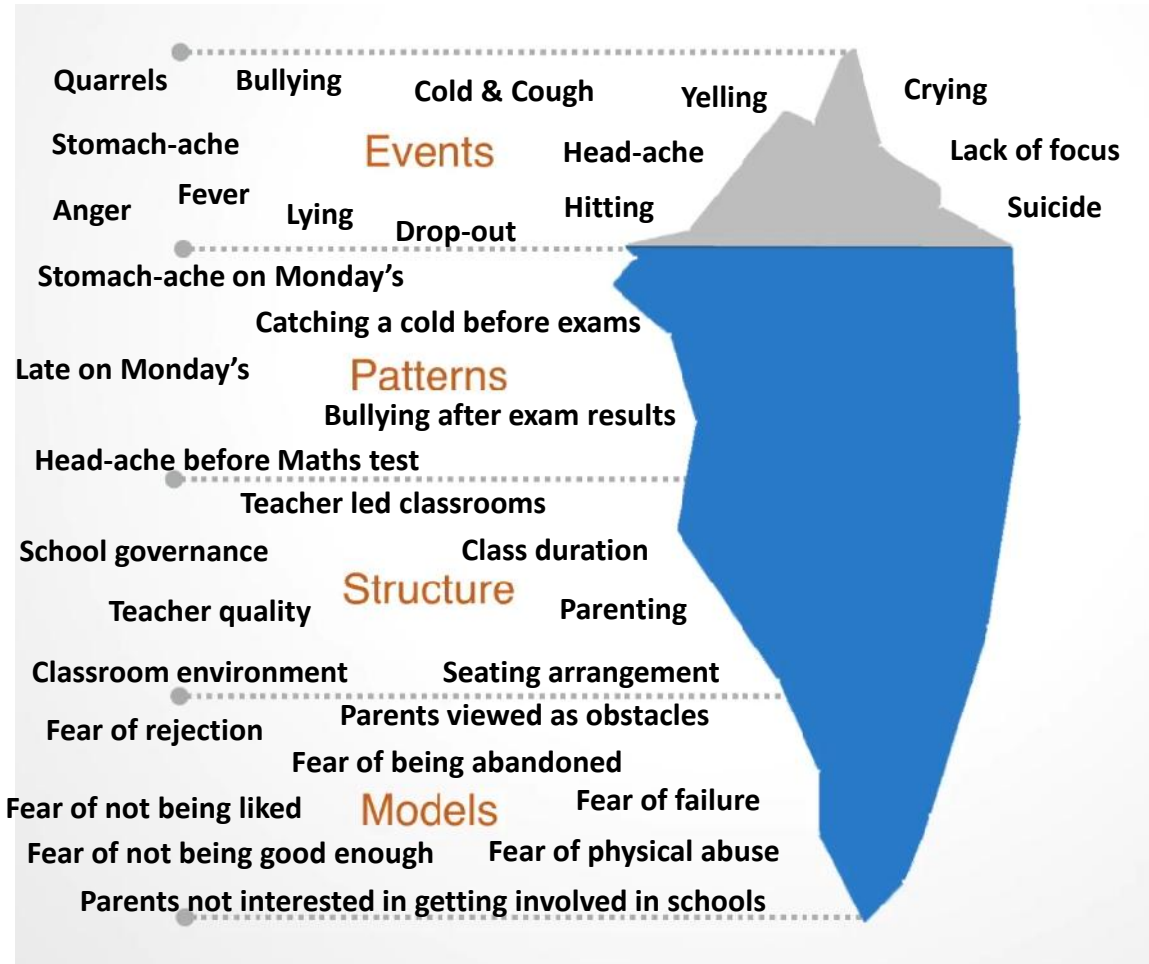 Quarrels Bullying Cold & Cough Yelling Crying
Stomach-ache Events Head-ache Lack of focus
Anger Fever Lying Drop-out Hitting Suicide
Stomach-ache on Monday’s
Catching a cold before exams
Late on Monday’s Patterns
Bullying after exam results
Head-ache before Maths test
Teacher led classrooms
School governance Class duration
Structure
Teacher quality Parenting
Classroom environment Seating arrangement
Fear of rejection Parents viewed as obstacles
Fear of being abandoned
Fear of not being liked Models Fear of failure
Fear of not being good enough Fear of physical abuse
Parents not interested in getting involved in schools